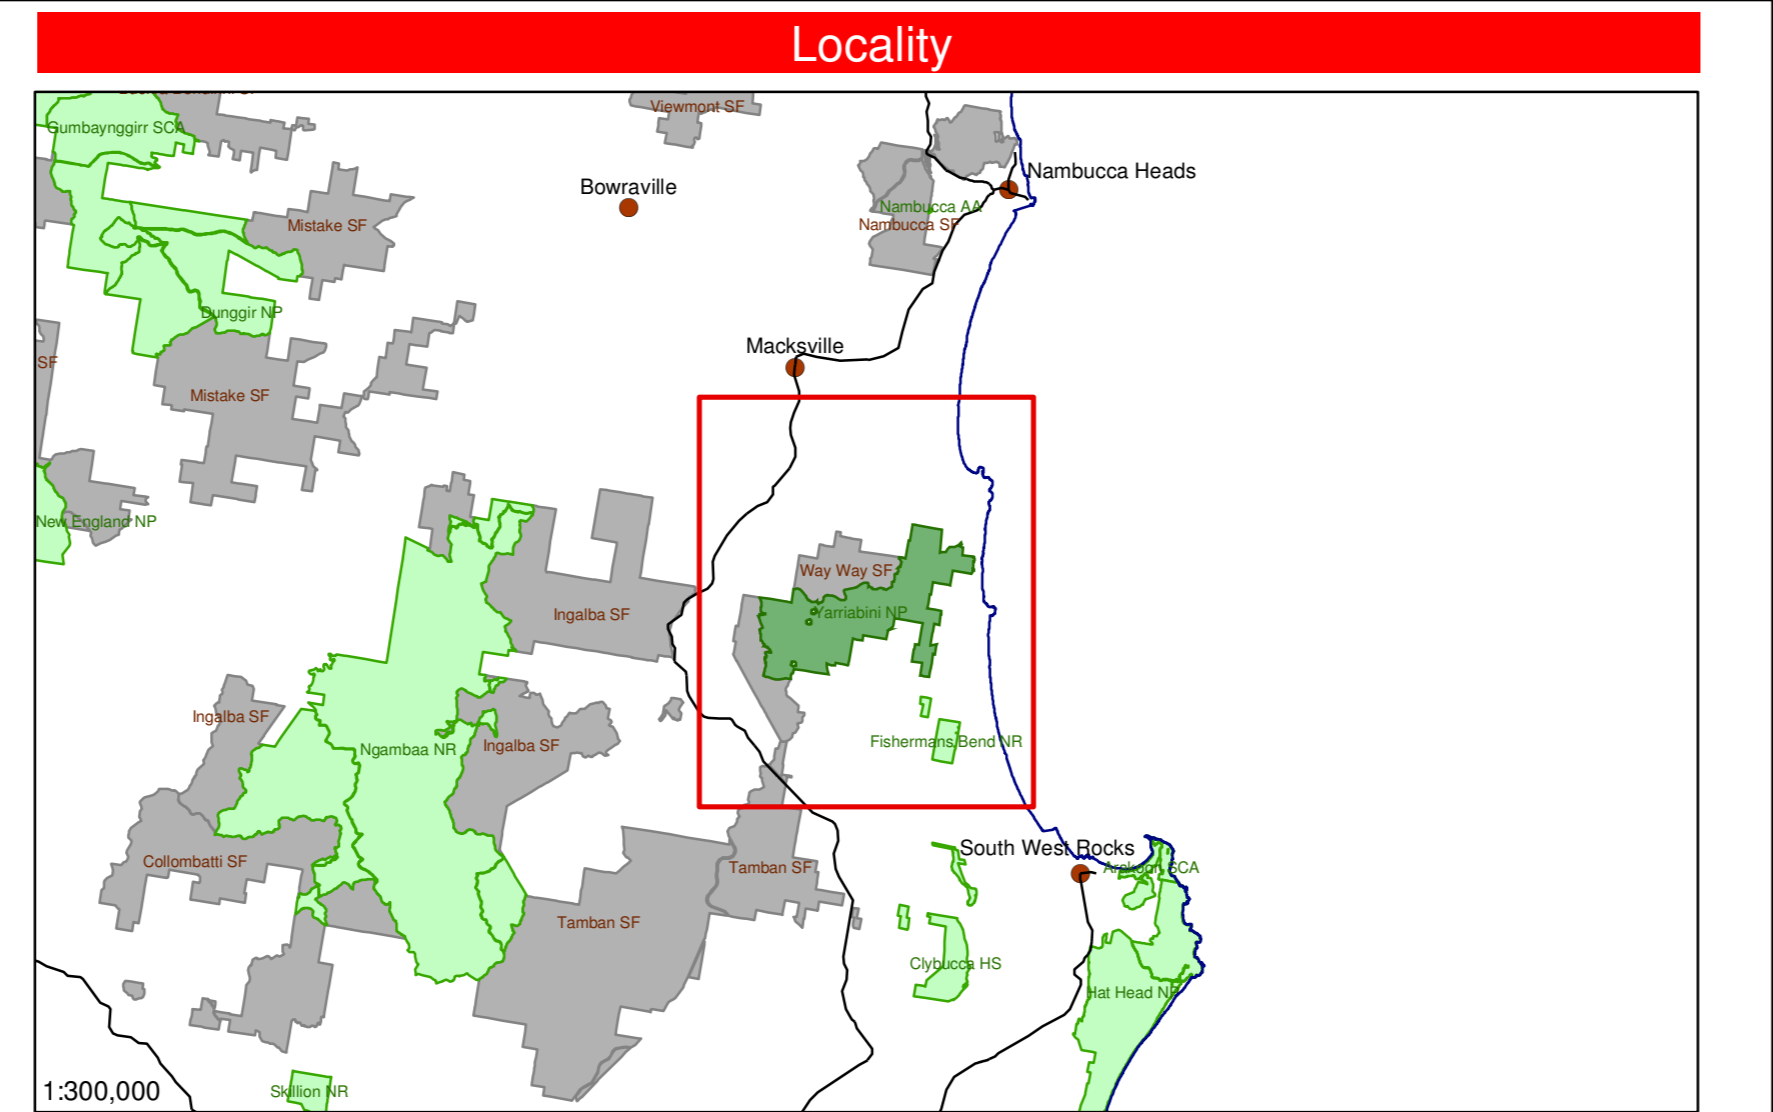 Locality
Gumbaynggirr SCA
Viewmont SF
Nambucca Heads
Bowraville
Nambucca AA
Nambucca SF
Mistake SF
Dunggir NP
Macksville
SF
Mistake SF
New England NP
Way Way SF
Yarriabini NP
Ingalba SF
Ingalba SF
Ngambaa NR
Ingalba SF
Fishermans Bend NR
South West Rocks
Arakoon SCA
Collombatti SF
Tamban SF
Tamban SF
Clybucca HS
Hat Head NP
Skillion NR
1:300,000